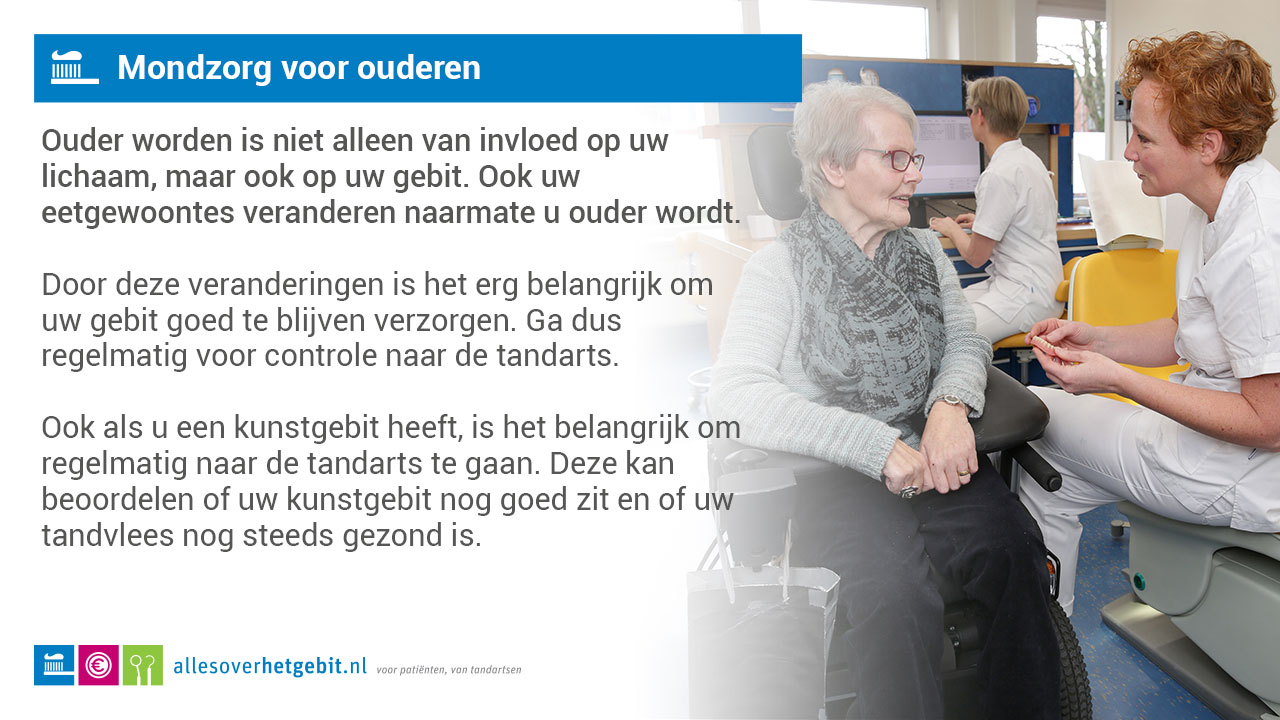 Mondzorg voor ouderen
Ouder worden is niet alleen van invloed op uw
lichaam, maar ook op uw gebit. Ook uw
eetgewoontes veranderen naarmate u ouder wordt.
Door deze veranderingen is het erg belangrijk om
uw gebit goed te blijven verzorgen. Ga dus
regelmatig voor controle naar de tandarts.
Ook als u een kunstgebit heeft, is het belangrijk om
regelmatig naar de tandarts te gaan. Deze kan
beoordelen of uw kunstgebit nog goed zit en of uw
tandvlees nog steeds gezond is.
€ allesoverhetgebit.nl voor patiënten, van tandartsen